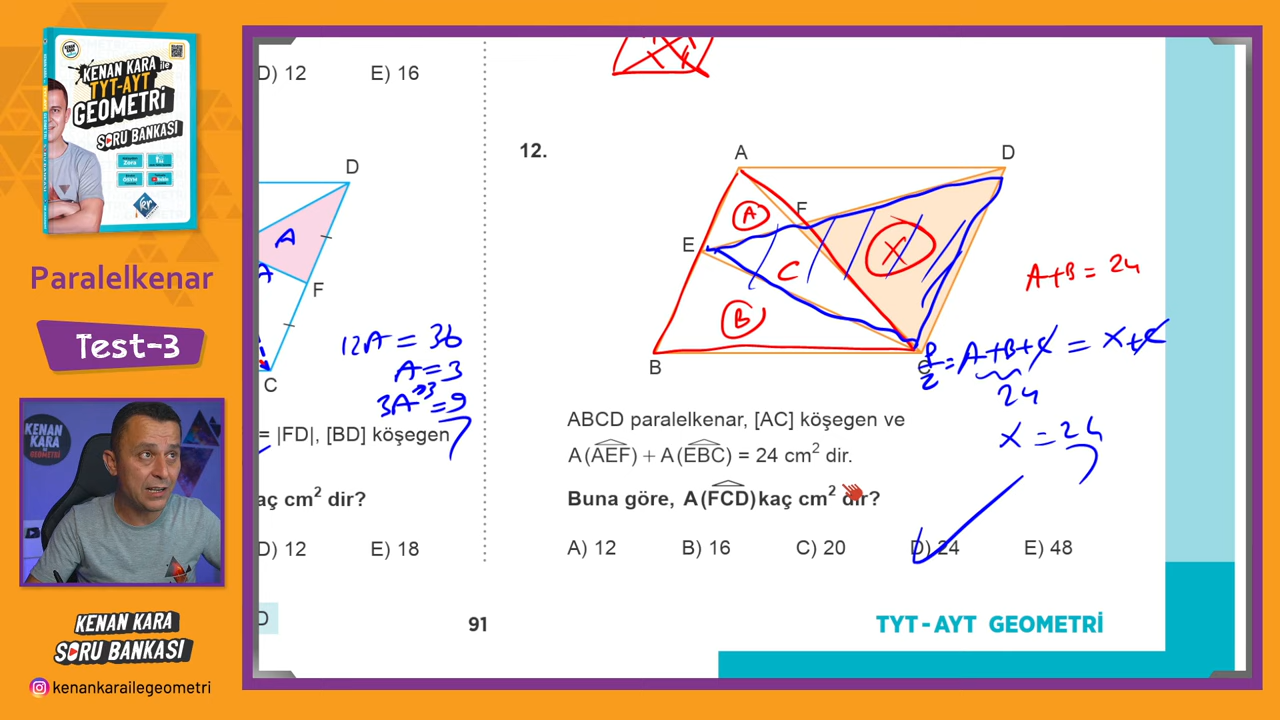 KENAN KARA ile
TYT-AYT
GEOMETRİ
SORU BANKASI
Paralelkenar
Test-3
KENAN KARA
SORU BANKASI
kenankarailegeometri
D) 12
E) 16
D
A
A
F
C
12A = 36
A = 3
3A = 9
= |FD|, [BD] köşegen
kaç cm² dir?
D) 12
E) 18
D
91
12.
A
D
E
F
B
C
A
C
B
X
A+B = 24
P/2 = A+B+C = X+C
24
X = 24
ABCD paralelkenar, [AC] köşegen ve
A(AEF) + A(EBC) = 24 cm² dir.
Buna göre, A(FCD) kaç cm² dir?
A) 12
B) 16
C) 20
D) 24
E) 48
TYT - AYT GEOMETRİ